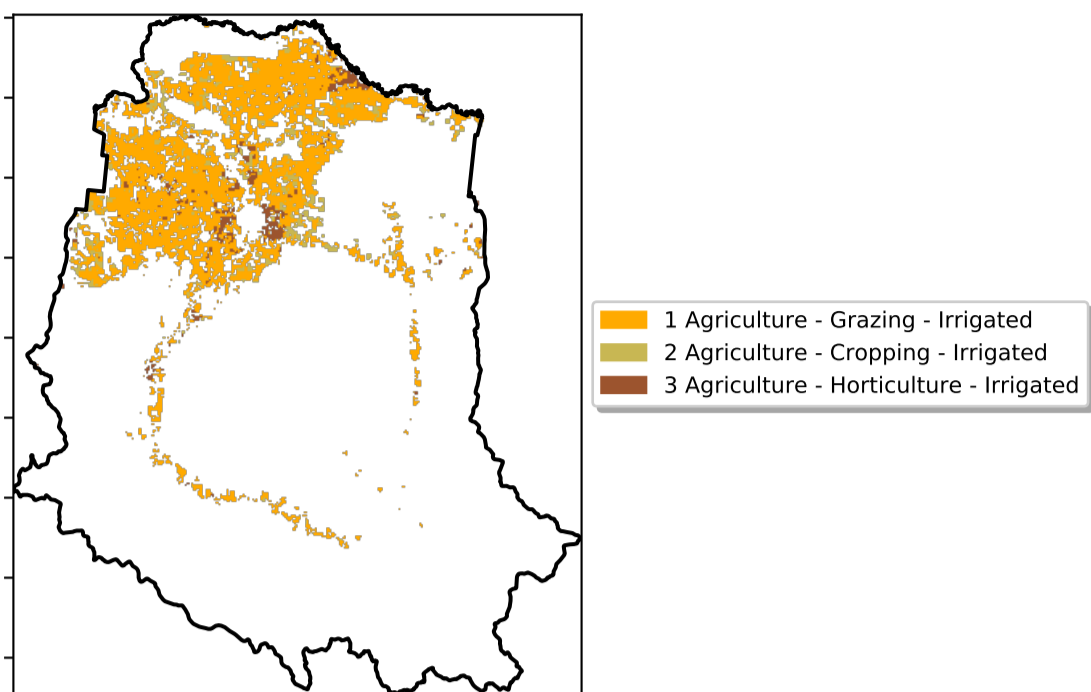 1 Agriculture - Grazing - Irrigated
2 Agriculture - Cropping - Irrigated
3 Agriculture - Horticulture - Irrigated